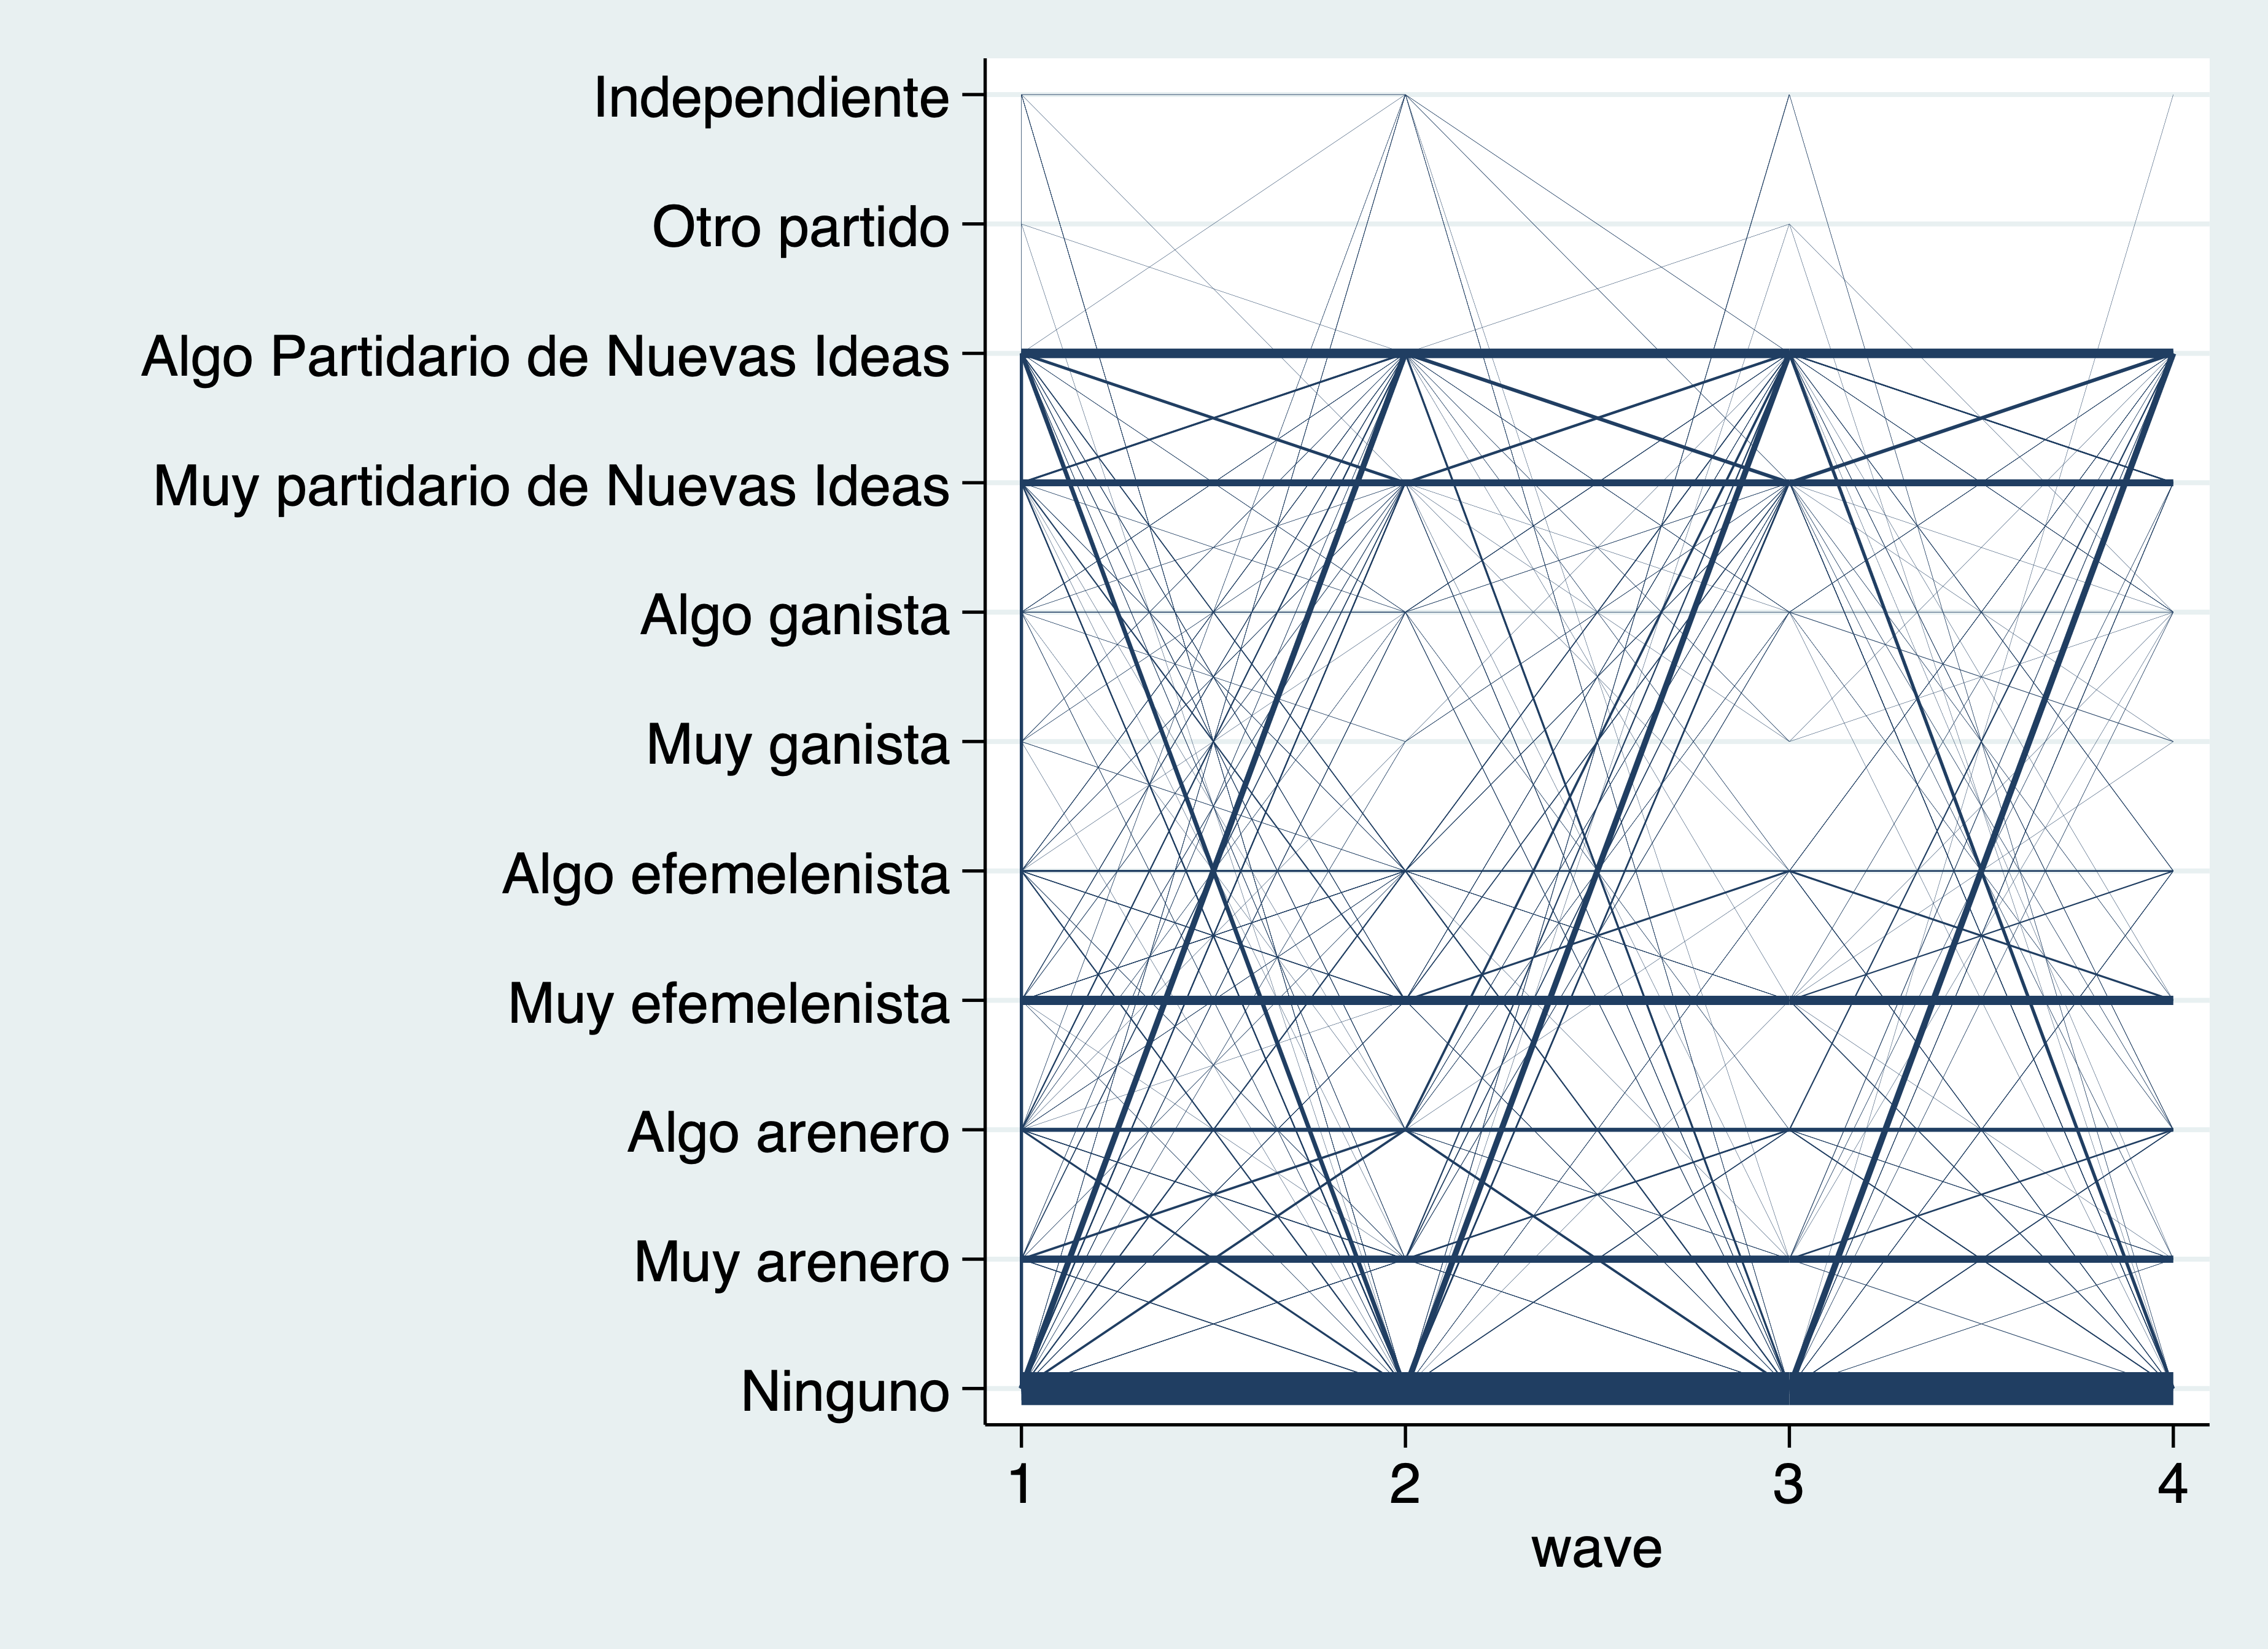 Independiente
Otro partido
Algo Partidario de Nuevas Ideas
Muy partidario de Nuevas Ideas
Algo ganista
Muy ganista
Algo efemelenista
Muy efemelenista
Algo arenero
Muy arenero
Ninguno
1 2 3 4
wave